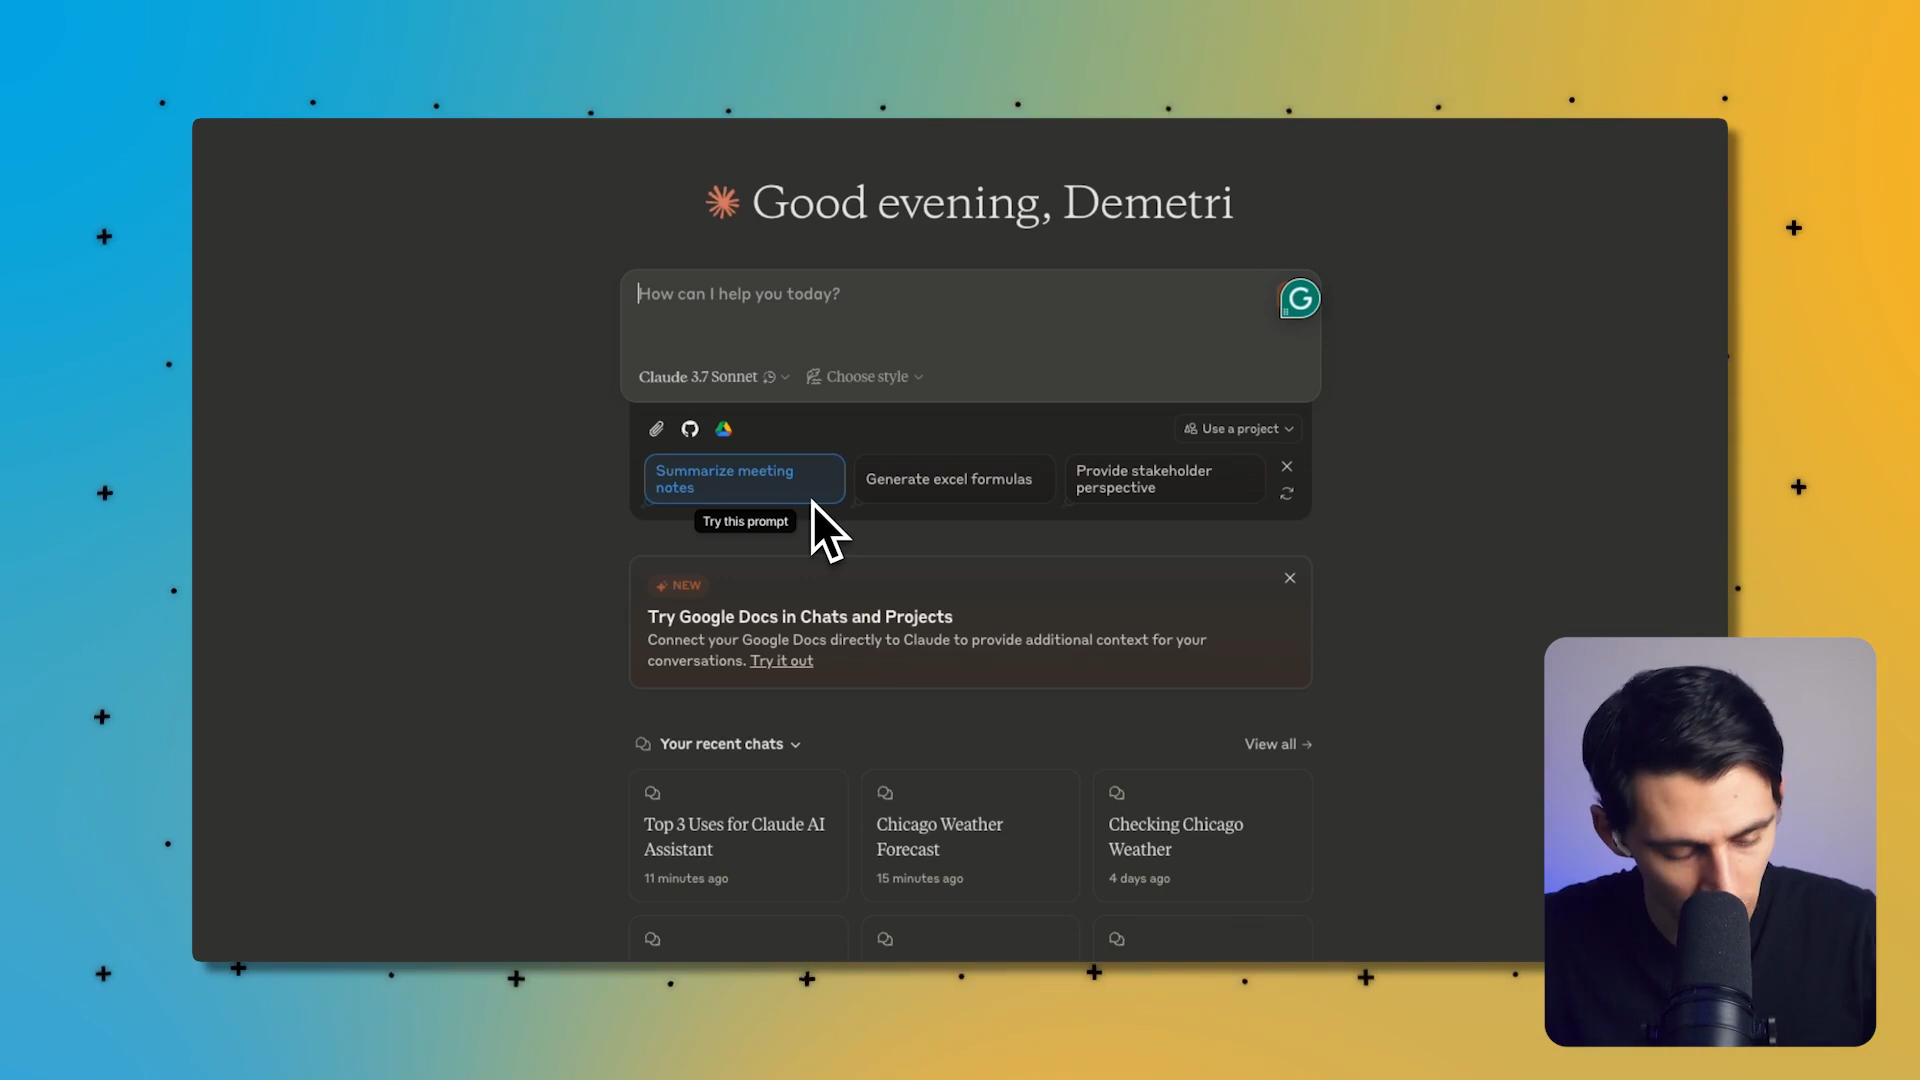 Good evening, Demetri
How can I help you today?
G
Claude 3.7 Sonnet
Choose style
Use a project
Summarize meeting
notes
Generate excel formulas
Provide stakeholder
perspective
Try this prompt
NEW
Try Google Docs in Chats and Projects
Connect your Google Docs directly to Claude to provide additional context for your
conversations. Try it out
Your recent chats
View all →
Top 3 Uses for Claude AI
Assistant
11 minutes ago
Chicago Weather
Forecast
15 minutes ago
Checking Chicago
Weather
4 days ago